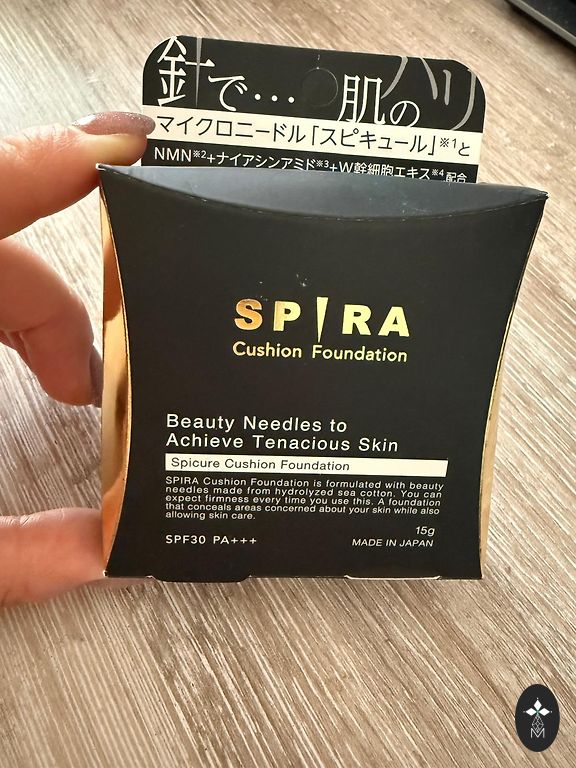 針で… 肌のハリ
マイクロニードル「スピキュール」※1と
NMN※2+ナイアシンアミド※3+W幹細胞エキス※4配合
SPIRA
Cushion Foundation
Beauty Needles to
Achieve Tenacious Skin
Spicure Cushion Foundation
SPIRA Cushion Foundation is formulated with beauty
needles made from hydrolyzed sea cotton. You can
expect firmness every time you use this. A foundation
that conceals areas concerned about your skin while also
allowing skin care.
15g
SPF30 PA+++
MADE IN JAPAN
M